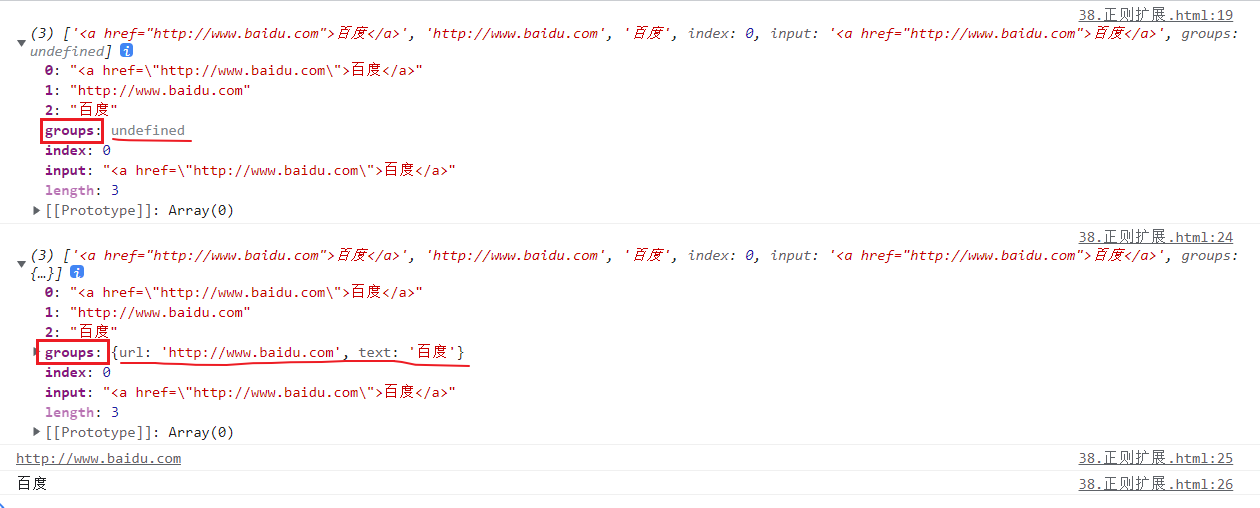 38.正则扩展.html:19
(3) ['<a href="http://www.baidu.com">百度</a>', 'http://www.baidu.com', '百度', index: 0, input: '<a href="http://www.baidu.com">百度</a>', groups:
undefined] i
0: "<a href=\"http://www.baidu.com\">百度</a>"
1: "http://www.baidu.com"
2: "百度"
groups: undefined
index: 0
input: "<a href=\"http://www.baidu.com\">百度</a>"
length: 3
[[Prototype]]: Array(0)
38.正则扩展.html:24
(3) ['<a href="http://www.baidu.com">百度</a>', 'http://www.baidu.com', '百度', index: 0, input: '<a href="http://www.baidu.com">百度</a>', groups:
{…}] i
0: "<a href=\"http://www.baidu.com\">百度</a>"
1: "http://www.baidu.com"
2: "百度"
groups: {url: 'http://www.baidu.com', text: '百度'}
index: 0
input: "<a href=\"http://www.baidu.com\">百度</a>"
length: 3
[[Prototype]]: Array(0)
http://www.baidu.com 38.正则扩展.html:25
百度 38.正则扩展.html:26